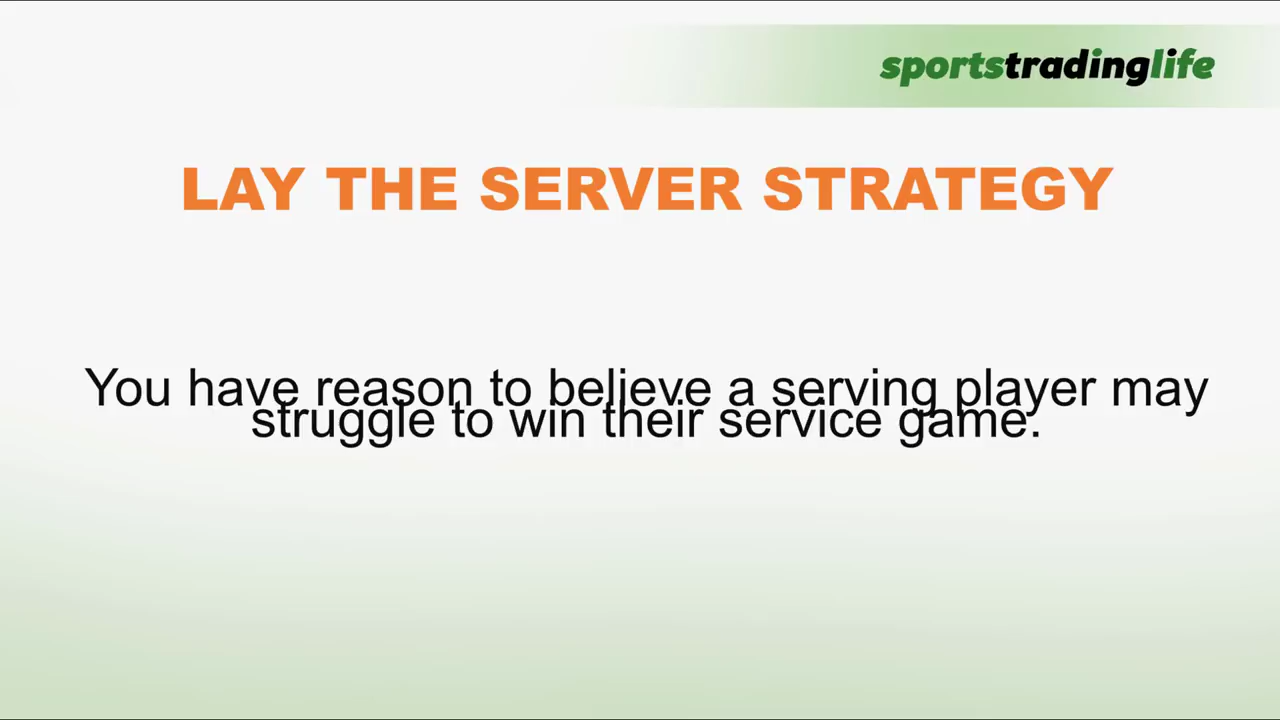 sportstradinglife
LAY THE SERVER STRATEGY
You have reason to believe a serving player may
struggle to win their service game.